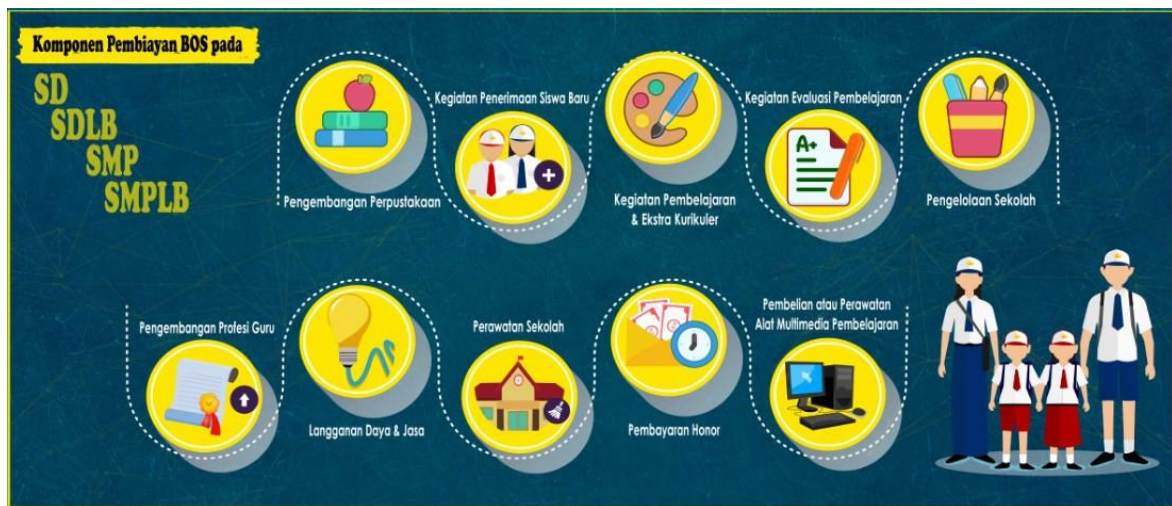 Komponen Pembiayan BOS pada
SD
SDLB
SMP
SMPLB
Pengembangan Perpustakaan
Kegiatan Penerimaan Siswa Baru
Kegiatan Pembelajaran
& Ekstra Kurikuler
Kegiatan Evaluasi Pembelajaran
A+
Pengelolaan Sekolah
Pengembangan Profesi Guru
Langganan Daya & Jasa
Perawatan Sekolah
Pembayaran Honor
Pembelian atau Perawatan
Alat Multimedia Pembelajaran